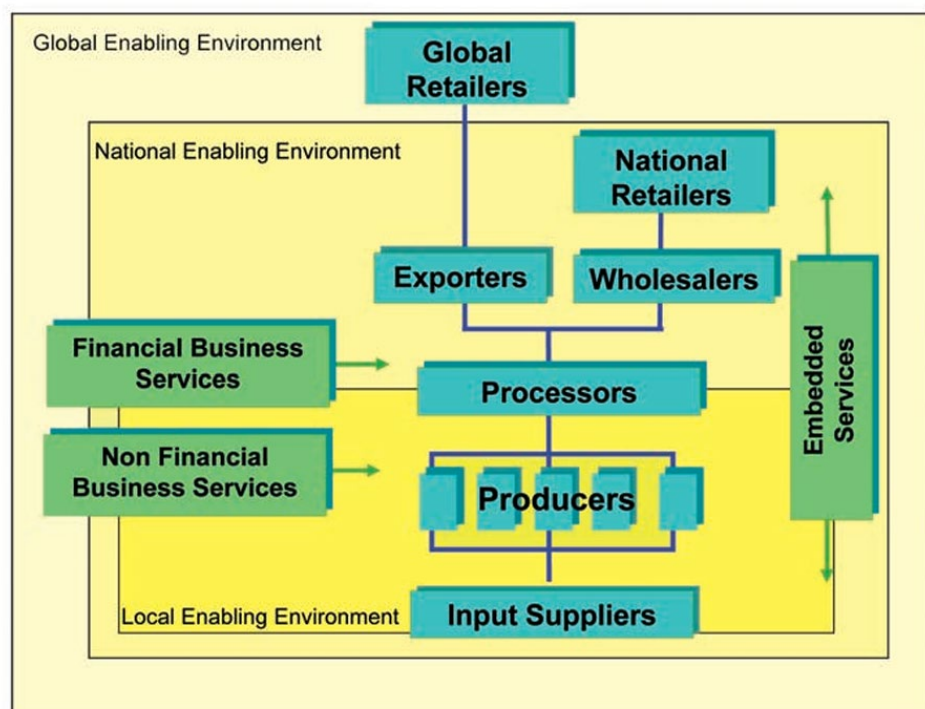 Global Enabling Environment
Global
Retailers
National Enabling Environment
National
Retailers
Exporters
Wholesalers
Financial Business
Services
Processors
Embedded
Services
Non Financial
Business Services
Producers
Local Enabling Environment
Input Suppliers